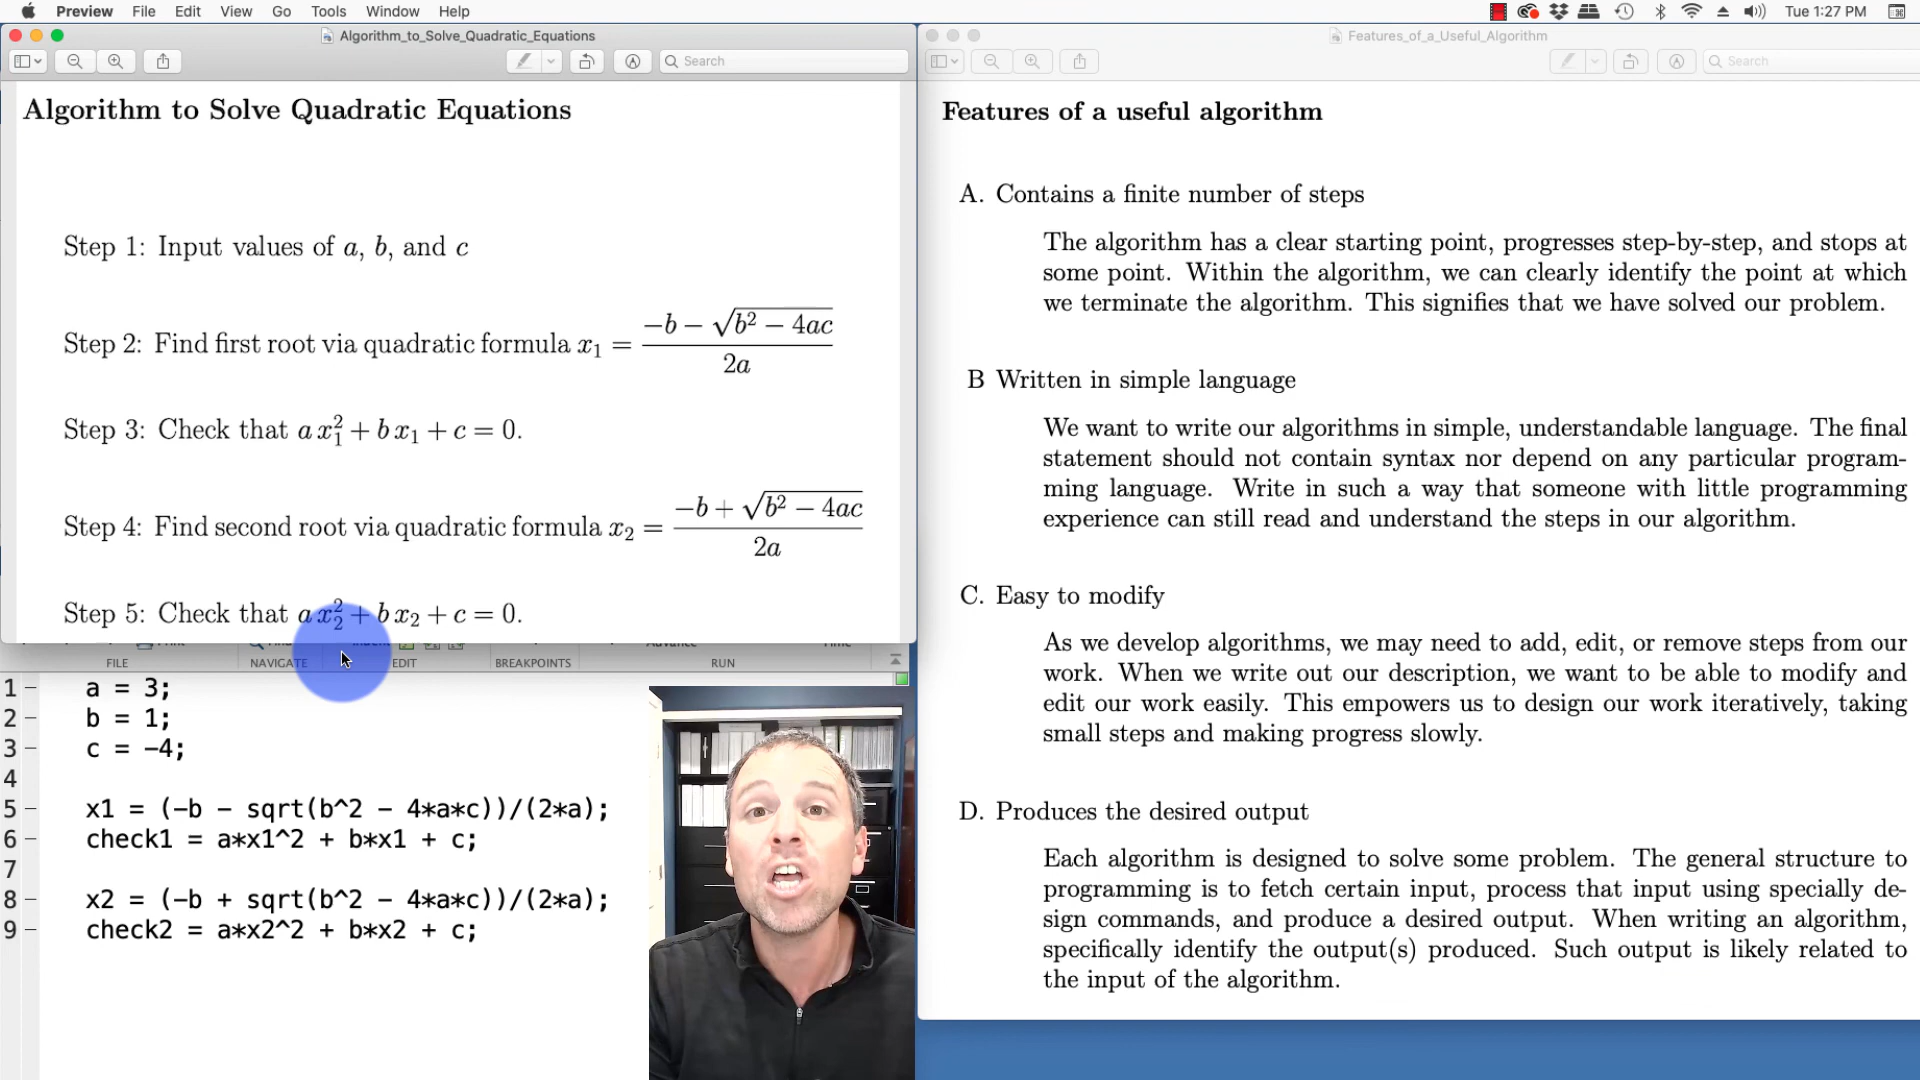 Preview File Edit View Go Tools Window Help Tue 1:27 PM
Algorithm_to_Solve_Quadratic_Equations
Search
Algorithm to Solve Quadratic Equations
Step 1: Input values of a, b, and c
Step 2: Find first root via quadratic formula x₁ = (−b − √(b² − 4ac)) / 2a
Step 3: Check that a x₁² + b x₁ + c = 0.
Step 4: Find second root via quadratic formula x₂ = (−b + √(b² − 4ac)) / 2a
Step 5: Check that a x₂² + b x₂ + c = 0.
FILE NAVIGATE EDIT BREAKPOINTS RUN
1 – a = 3;
2 – b = 1;
3 – c = –4;
4
5 – x1 = (–b – sqrt(b^2 – 4*a*c))/(2*a);
6 – check1 = a*x1^2 + b*x1 + c;
7
8 – x2 = (–b + sqrt(b^2 – 4*a*c))/(2*a);
9 – check2 = a*x2^2 + b*x2 + c;
Features_of_a_Useful_Algorithm
Search
Features of a useful algorithm
A. Contains a finite number of steps
The algorithm has a clear starting point, progresses step-by-step, and stops at
some point. Within the algorithm, we can clearly identify the point at which
we terminate the algorithm. This signifies that we have solved our problem.
B Written in simple language
We want to write our algorithms in simple, understandable language. The final
statement should not contain syntax nor depend on any particular program-
ming language. Write in such a way that someone with little programming
experience can still read and understand the steps in our algorithm.
C. Easy to modify
As we develop algorithms, we may need to add, edit, or remove steps from our
work. When we write out our description, we want to be able to modify and
edit our work easily. This empowers us to design our work iteratively, taking
small steps and making progress slowly.
D. Produces the desired output
Each algorithm is designed to solve some problem. The general structure to
programming is to fetch certain input, process that input using specially de-
sign commands, and produce a desired output. When writing an algorithm,
specifically identify the output(s) produced. Such output is likely related to
the input of the algorithm.